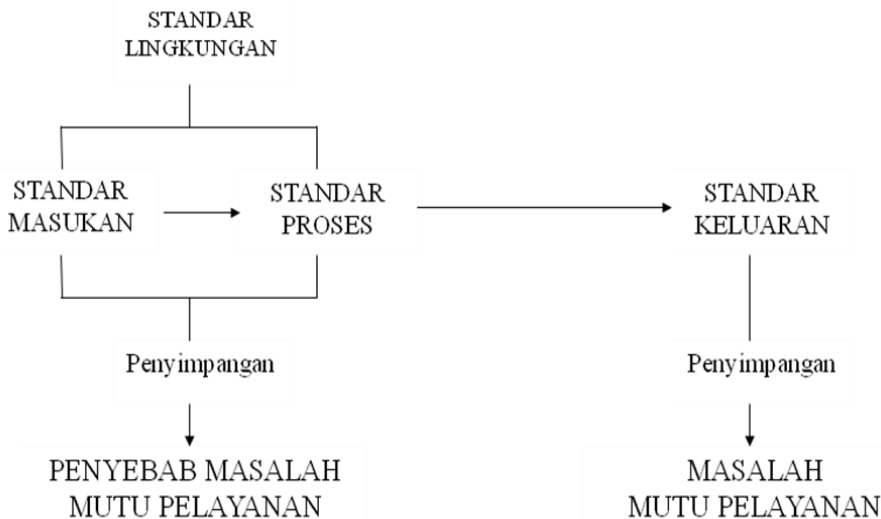 STANDAR
LINGKUNGAN
STANDAR
MASUKAN
STANDAR
PROSES
STANDAR
KELUARAN
Penyimpangan
Penyimpangan
PENYEBAB MASALAH
MUTU PELAYANAN
MASALAH
MUTU PELAYANAN